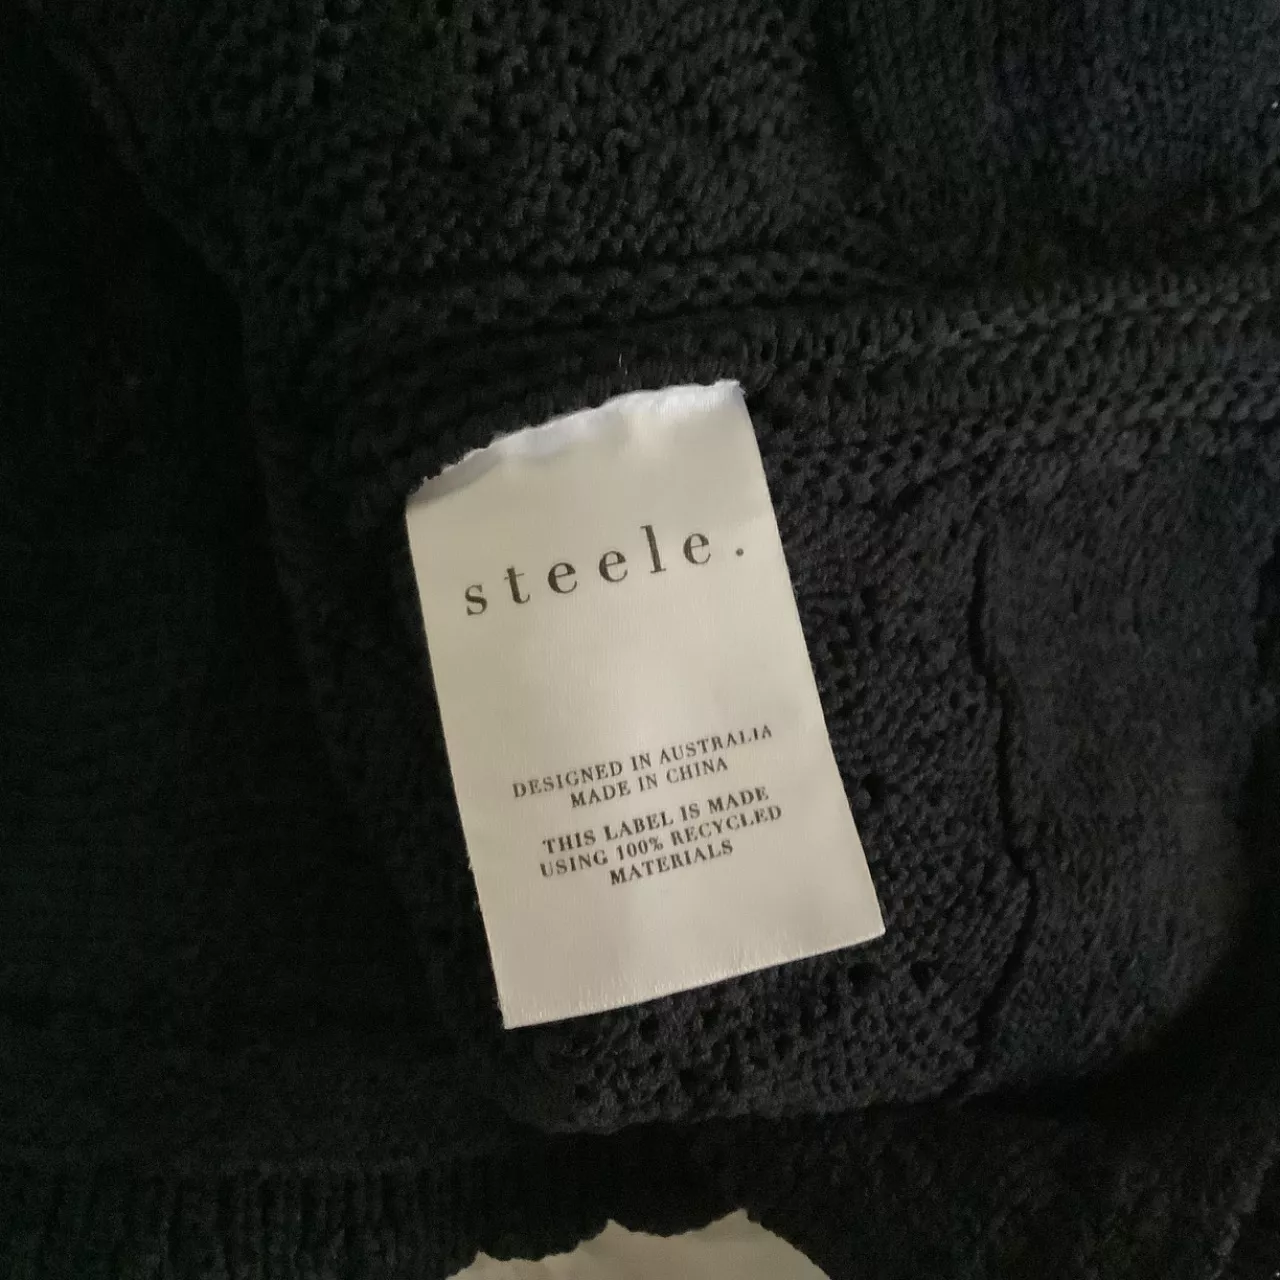 steele.
DESIGNED IN AUSTRALIA
MADE IN CHINA
THIS LABEL IS MADE
USING 100% RECYCLED
MATERIALS